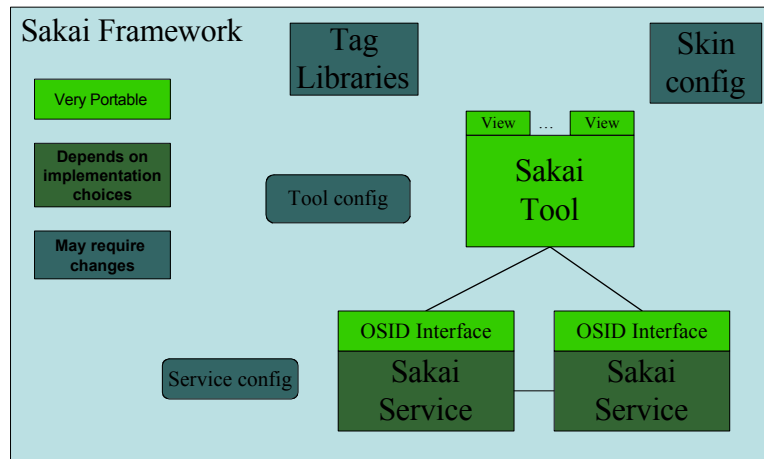 Sakai Framework
Tag
Libraries
Skin
config
Very Portable
View
...
View
Depends on
implementation
choices
Sakai
Tool
Tool config
May require
changes
OSID Interface
OSID Interface
Service config
Sakai
Service
Sakai
Service